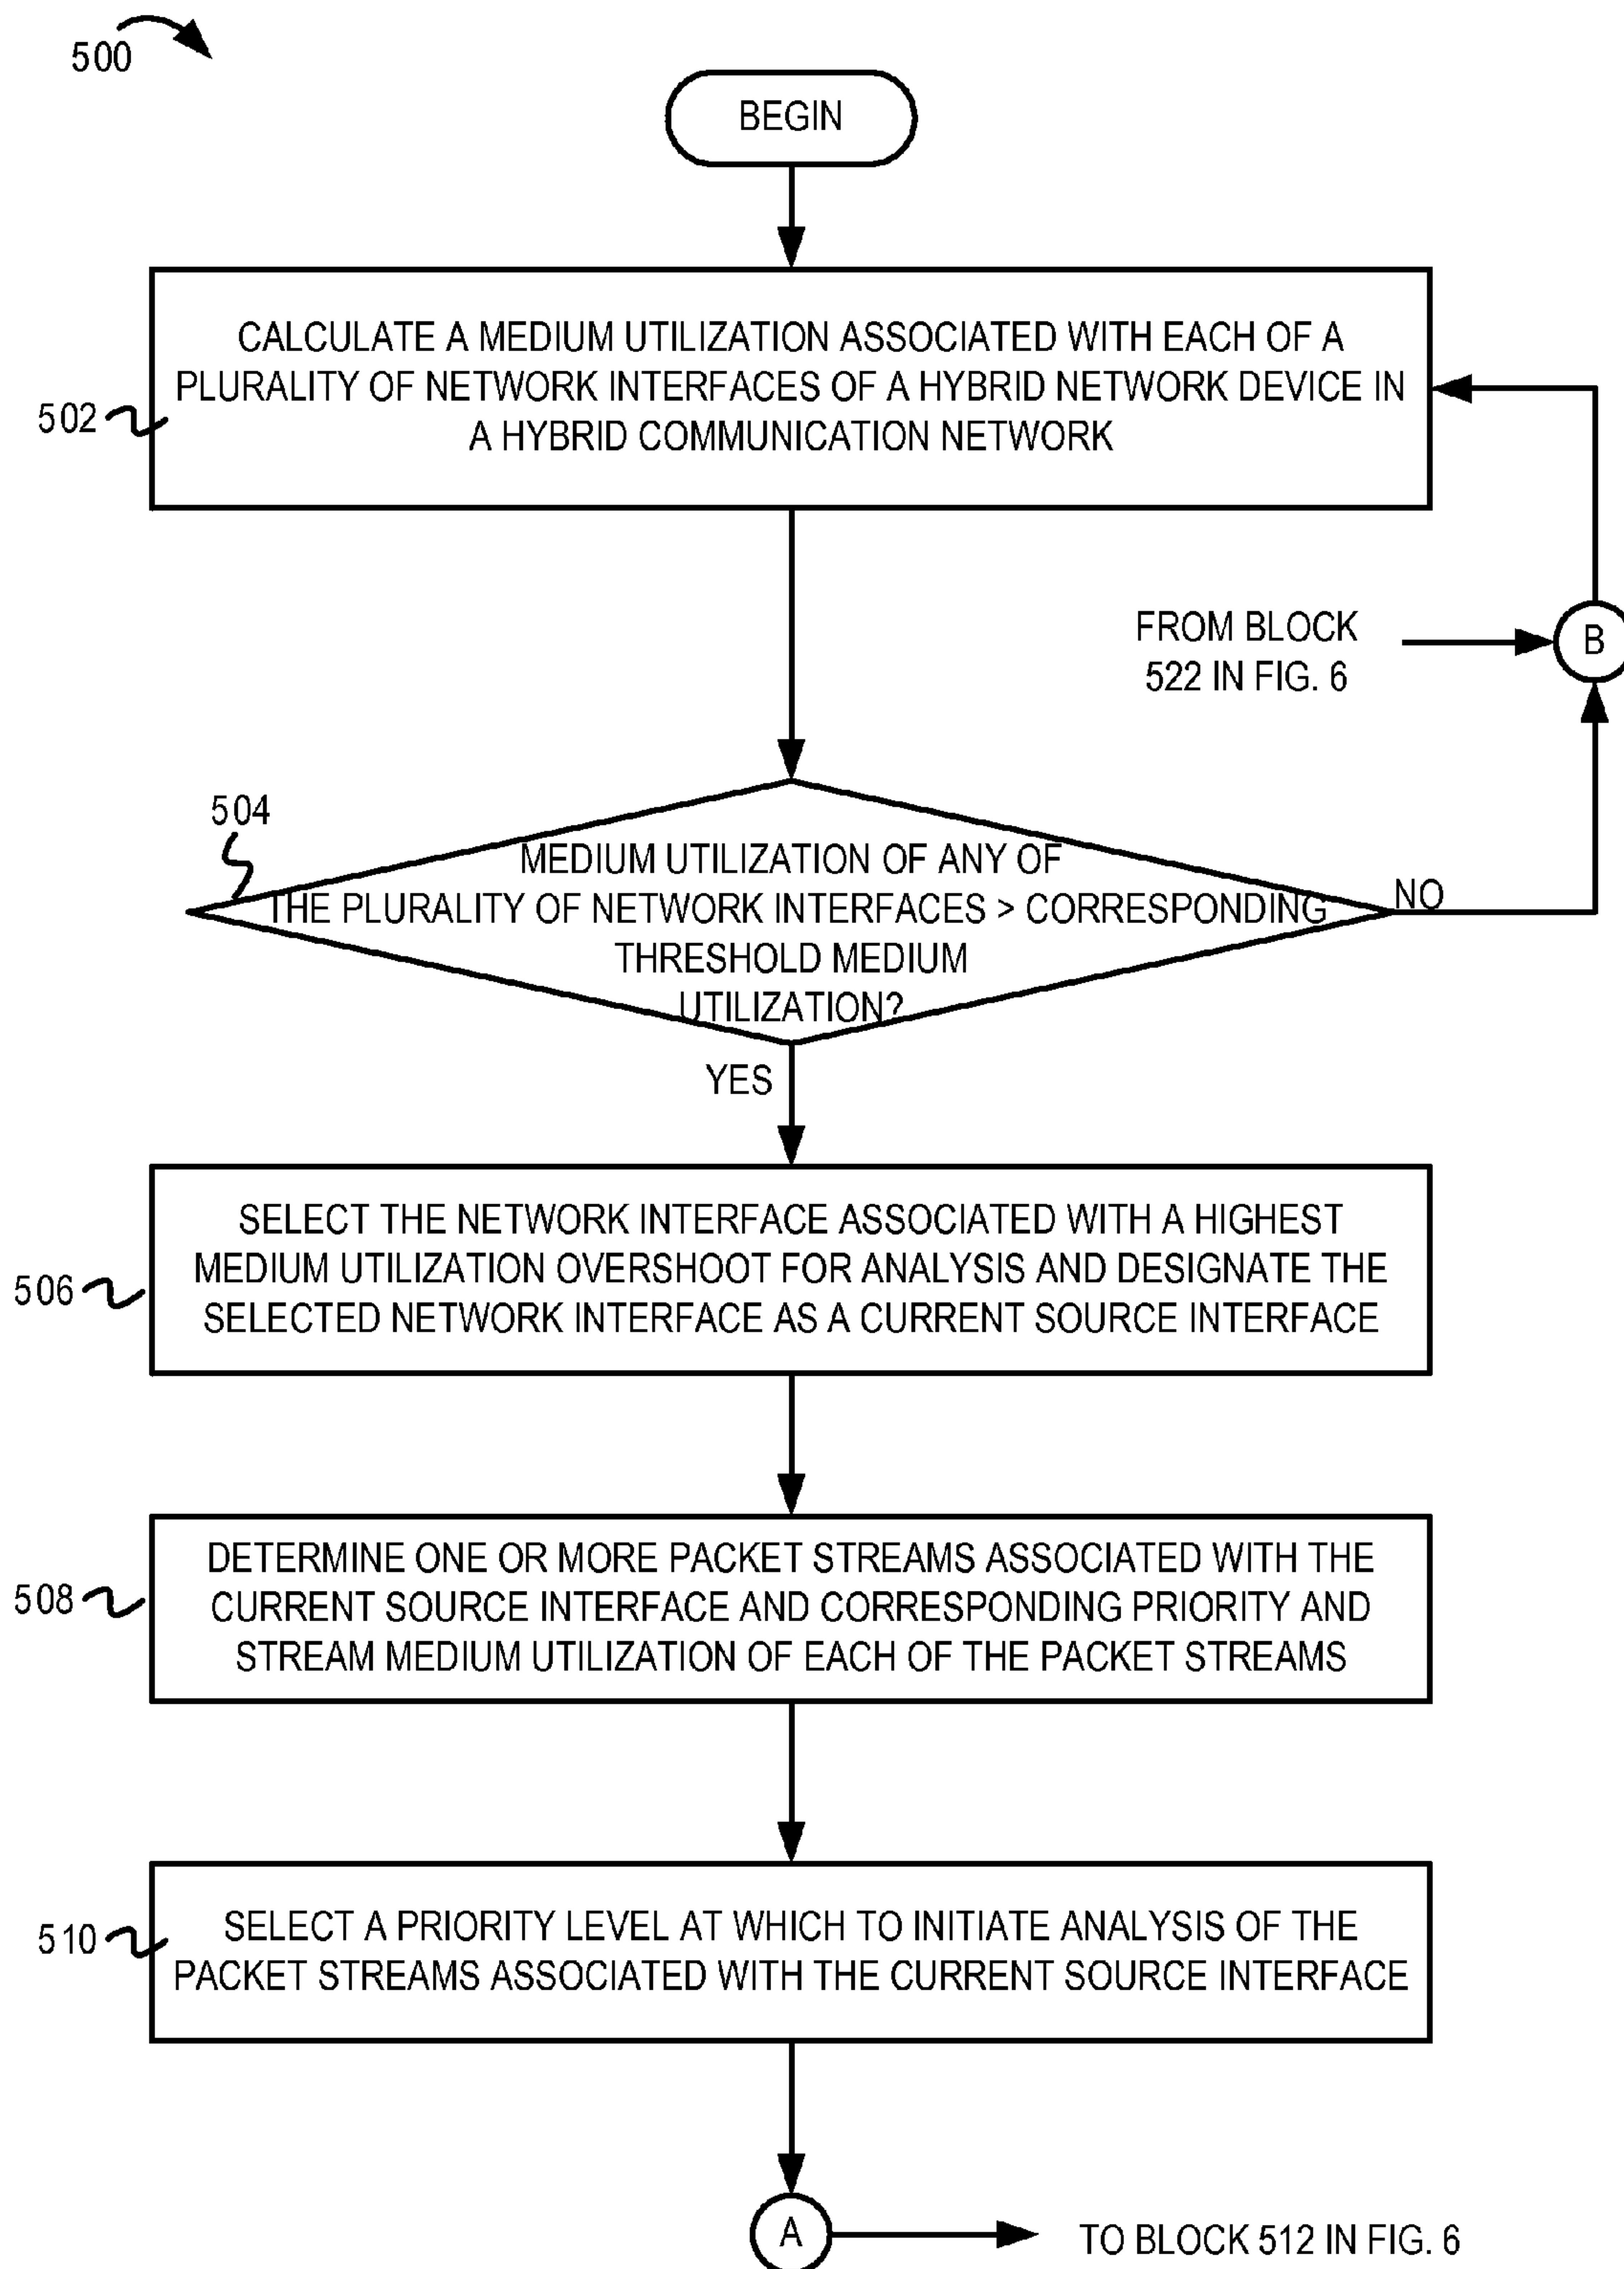 500
BEGIN
CALCULATE A MEDIUM UTILIZATION ASSOCIATED WITH EACH OF A
PLURALITY OF NETWORK INTERFACES OF A HYBRID NETWORK DEVICE IN
A HYBRID COMMUNICATION NETWORK
502
FROM BLOCK
522 IN FIG. 6
B
504
MEDIUM UTILIZATION OF ANY OF
THE PLURALITY OF NETWORK INTERFACES > CORRESPONDING
THRESHOLD MEDIUM
UTILIZATION?
NO
YES
SELECT THE NETWORK INTERFACE ASSOCIATED WITH A HIGHEST
MEDIUM UTILIZATION OVERSHOOT FOR ANALYSIS AND DESIGNATE THE
SELECTED NETWORK INTERFACE AS A CURRENT SOURCE INTERFACE
506
DETERMINE ONE OR MORE PACKET STREAMS ASSOCIATED WITH THE
CURRENT SOURCE INTERFACE AND CORRESPONDING PRIORITY AND
STREAM MEDIUM UTILIZATION OF EACH OF THE PACKET STREAMS
508
SELECT A PRIORITY LEVEL AT WHICH TO INITIATE ANALYSIS OF THE
PACKET STREAMS ASSOCIATED WITH THE CURRENT SOURCE INTERFACE
510
A
TO BLOCK 512 IN FIG. 6